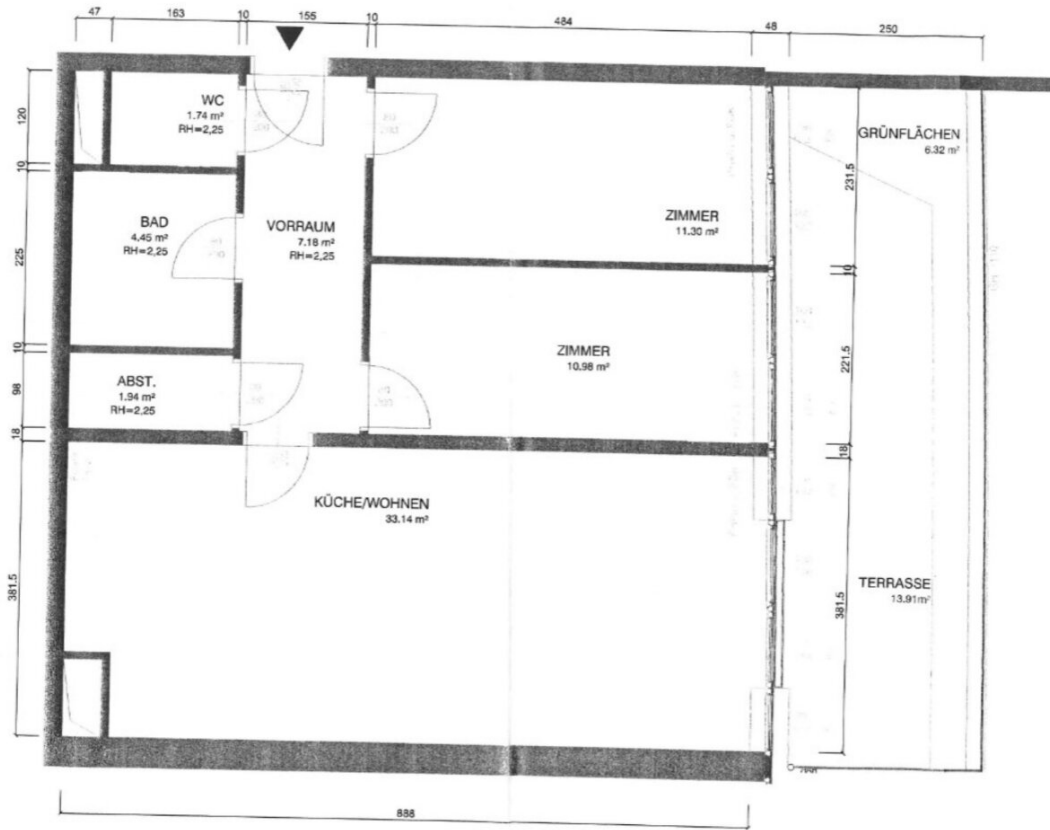 47
163
10
155
10
484
48
250
120
10
225
10
98
18
381.5
WC
1.74 m²
RH=2,25
BAD
4.45 m²
RH=2,25
VORRAUM
7.18 m²
RH=2,25
ABST.
1.94 m²
RH=2,25
ZIMMER
11.30 m²
ZIMMER
10.98 m²
KÜCHE/WOHNEN
33.14 m²
GRÜNFLÄCHEN
6.32 m²
TERRASSE
13.91m²
231.5
10
221.5
18
381.5
888